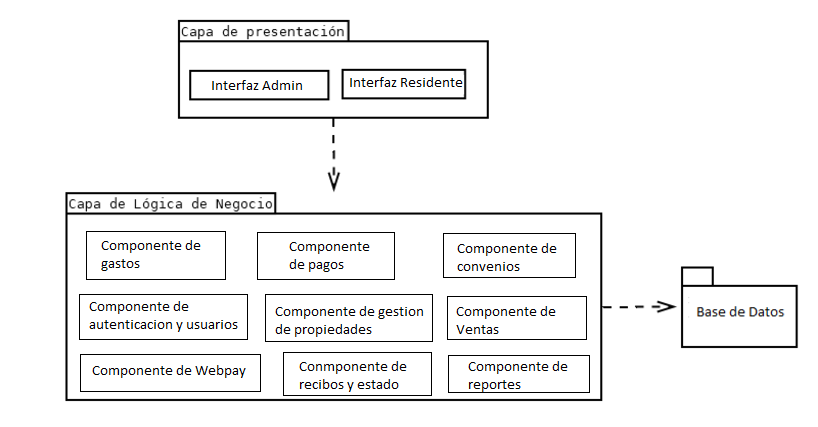 Capa de presentación
Interfaz Admin
Interfaz Residente
Capa de Lógica de Negocio
Componente de
gastos
Componente
de pagos
Componente de
convenios
Componente de
autenticacion y usuarios
Componente de gestion
de propiedades
Componente de
Ventas
Componente de Webpay
Conmponente de
recibos y estado
Componente de
reportes
Base de Datos